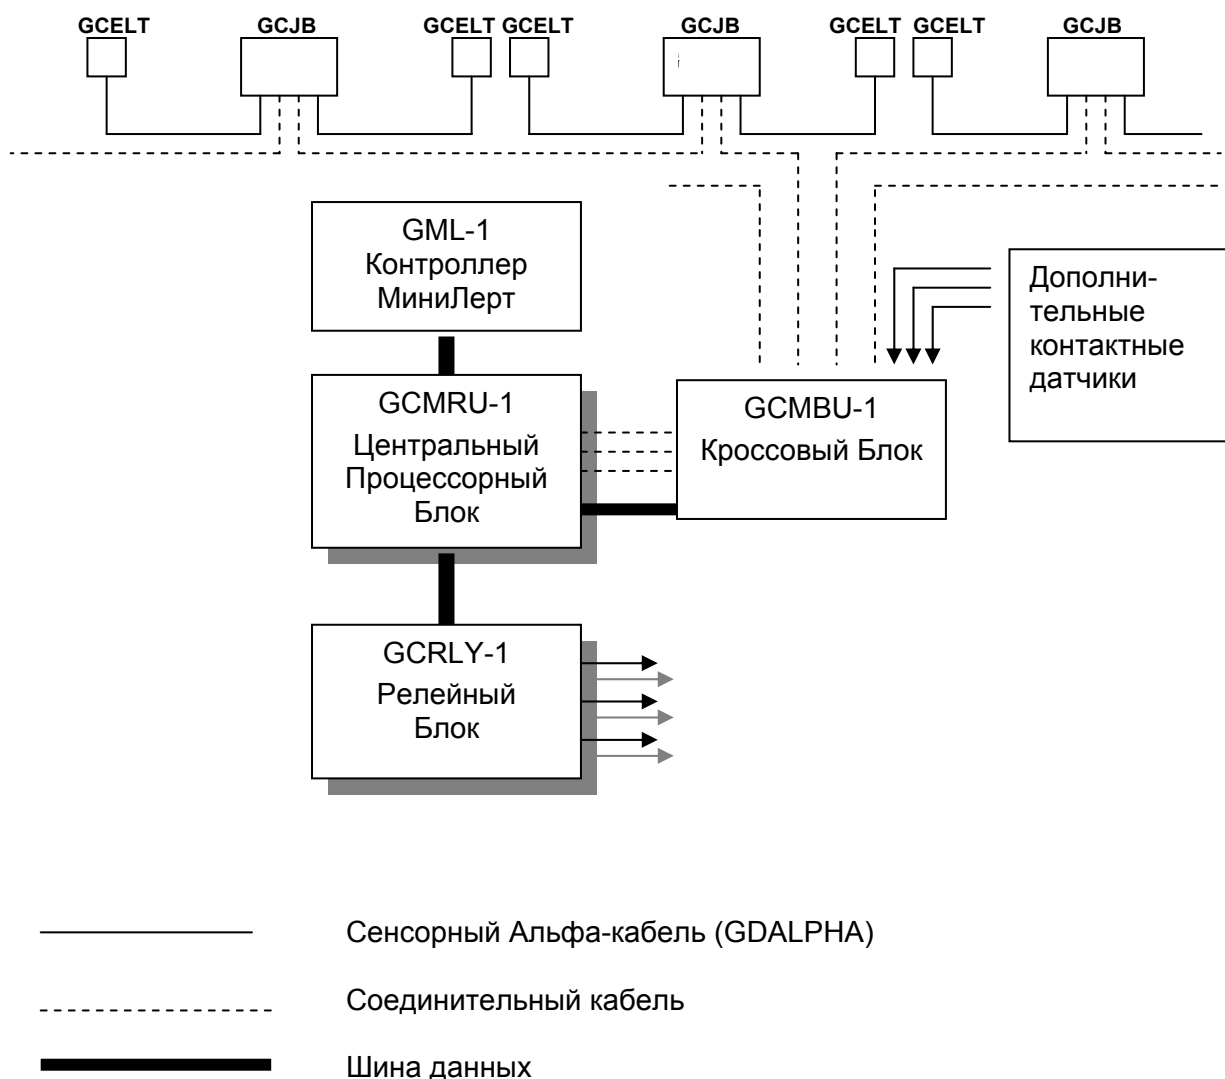 GCELT GCJB GCELT GCELT GCJB GCELT GCELT GCJB
GML-1
Контроллер
МиниЛерт
Дополни-
тельные
контактные
датчики
GCMRU-1
Центральный
Процессорный
Блок
GCMBU-1
Кроссовый Блок
GCRLY-1
Релейный
Блок
Сенсорный Альфа-кабель (GDALPHA)
Соединительный кабель
Шина данных